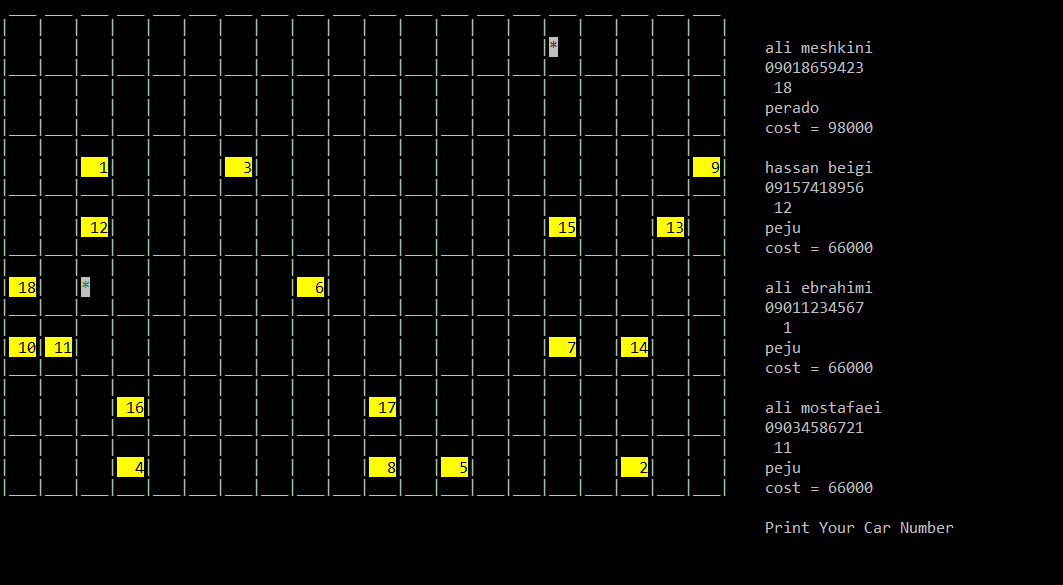 *
1 3 9
12 15 13
18 * 6
10 11 7 14
16 17
4 8 5 2
ali meshkini
09018659423
18
perado
cost = 98000
hassan beigi
09157418956
12
peju
cost = 66000
ali ebrahimi
09011234567
1
peju
cost = 66000
ali mostafaei
09034586721
11
peju
cost = 66000
Print Your Car Number